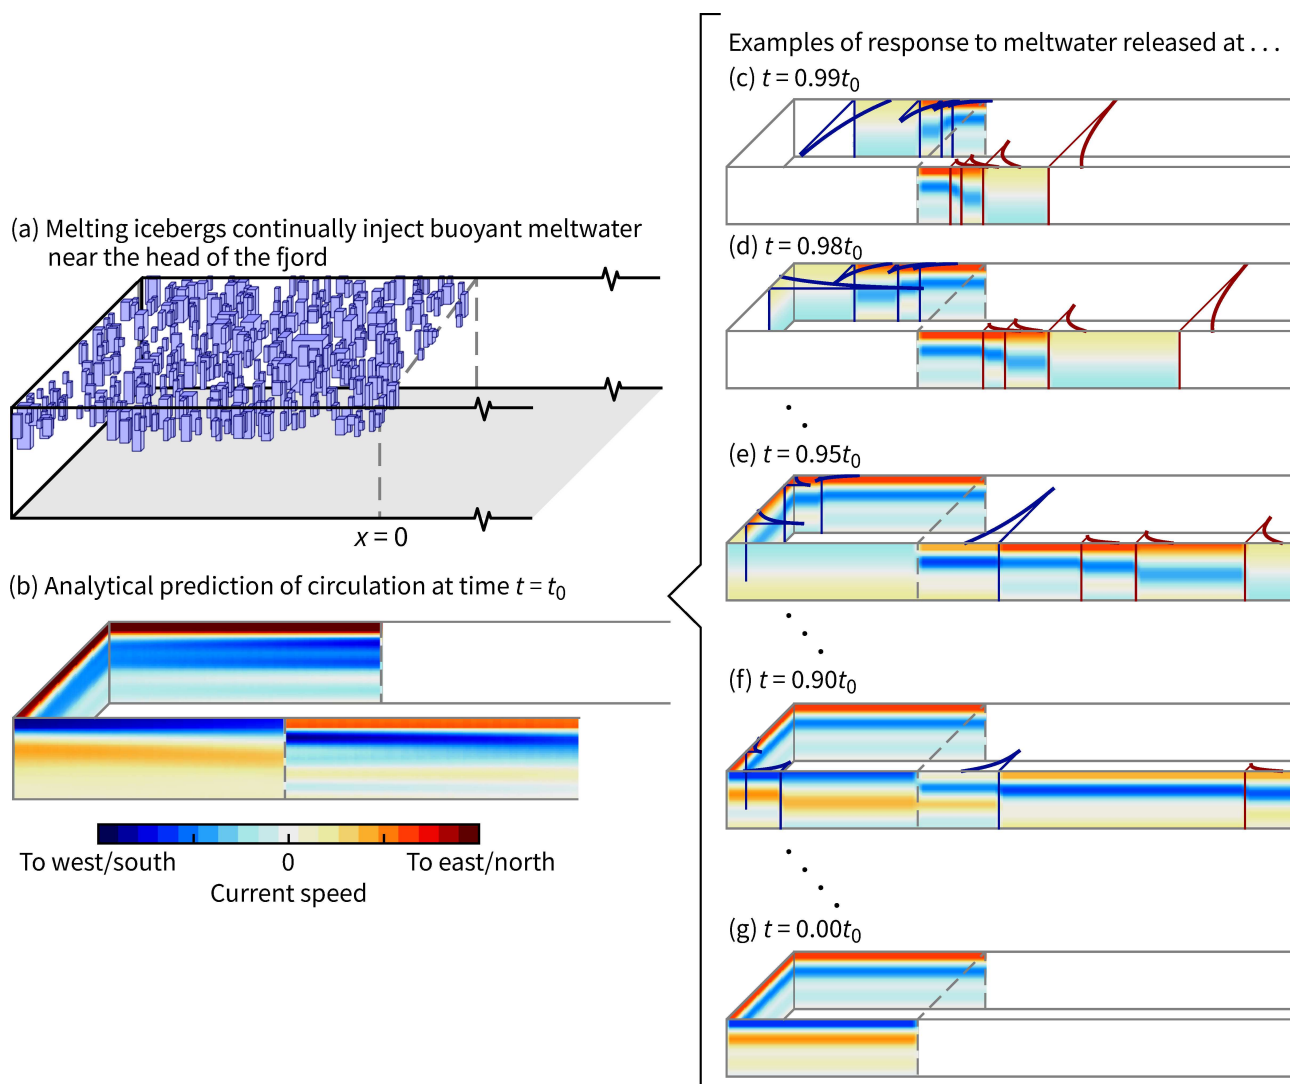 (a) Melting icebergs continually inject buoyant meltwater
near the head of the fjord
x = 0
(b) Analytical prediction of circulation at time t = t₀
To west/south
0
To east/north
Current speed
Examples of response to meltwater released at . . .
(c) t = 0.99t₀
(d) t = 0.98t₀
(e) t = 0.95t₀
(f) t = 0.90t₀
(g) t = 0.00t₀